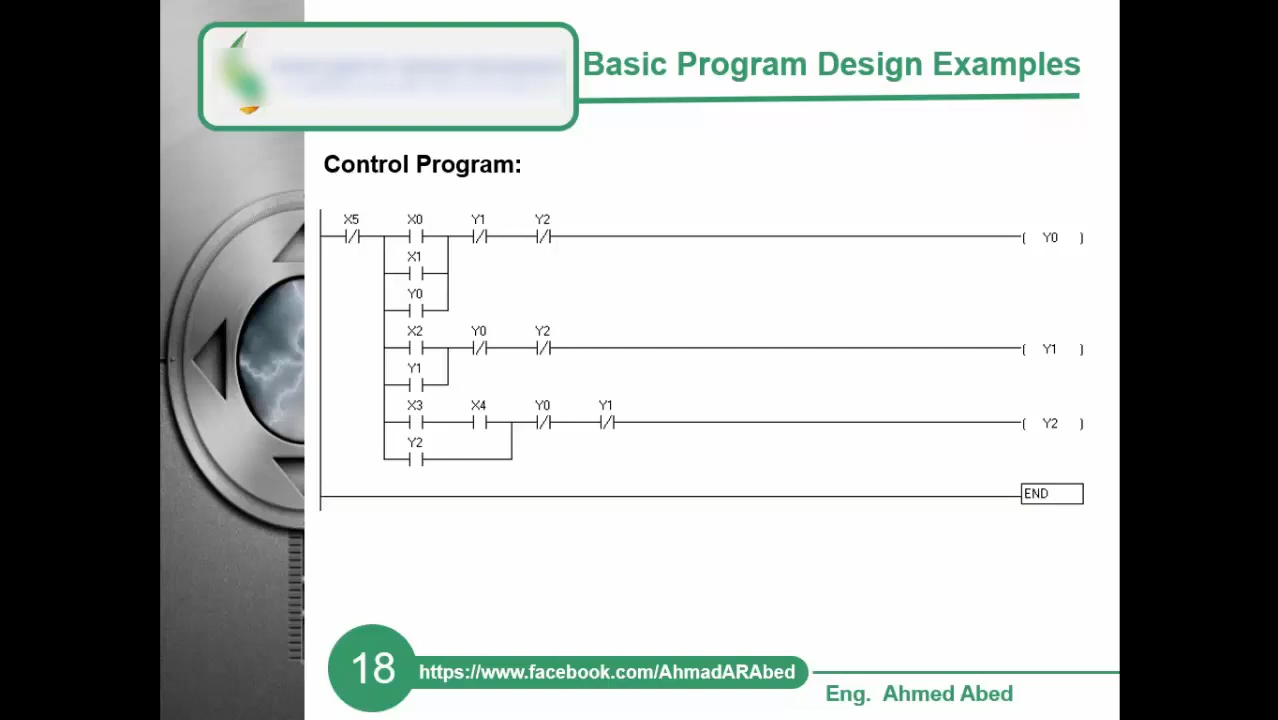 Basic Program Design Examples
Control Program:
X5 X0 Y1 Y2
( Y0 )
X1
Y0
X2 Y0 Y2
( Y1 )
Y1
X3 X4 Y0 Y1
( Y2 )
Y2
END
18
https://www.facebook.com/AhmadARAbed
Eng. Ahmed Abed